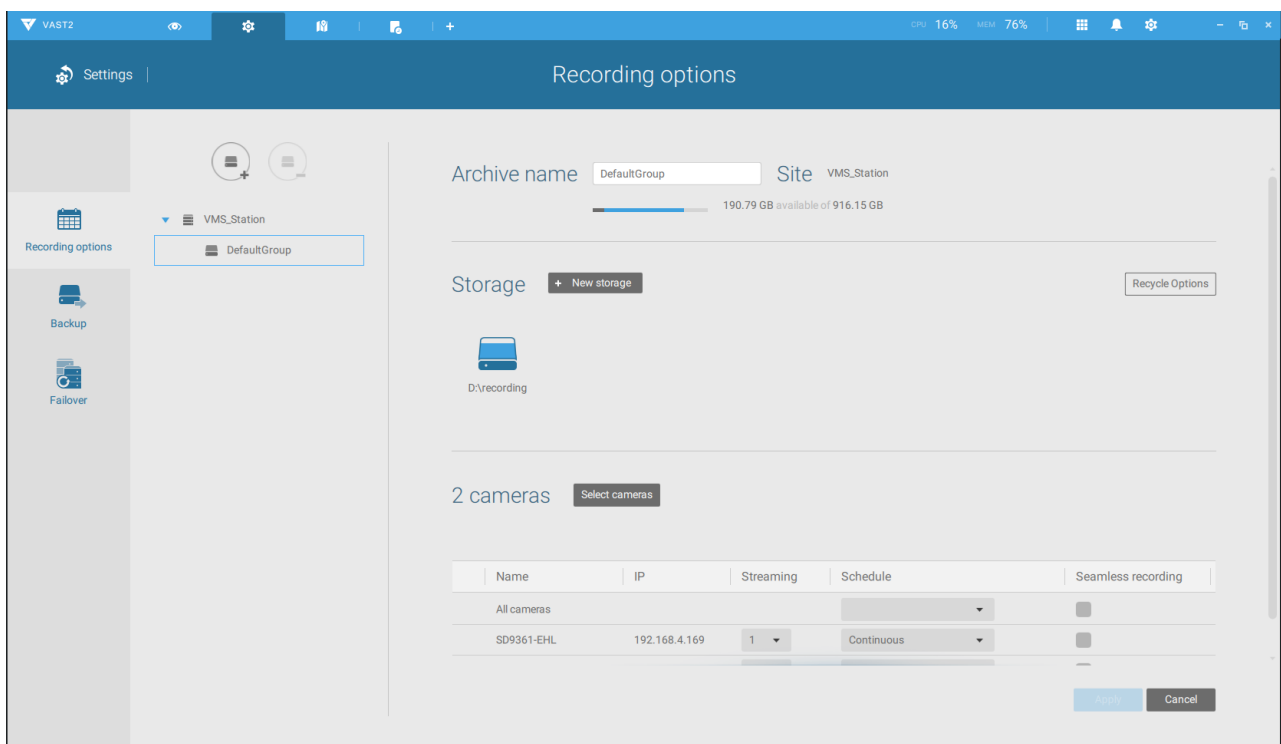 VAST2 + CPU 16% MEM 76%
Settings
Recording options
Archive name DefaultGroup Site VMS_Station
190.79 GB available of 916.15 GB
VMS_Station
DefaultGroup
Recording options
Backup
Failover
Storage + New storage Recycle Options
D:\recording
2 cameras Select cameras
Name IP Streaming Schedule Seamless recording
All cameras
SD9361-EHL 192.168.4.169 1 Continuous
Apply Cancel